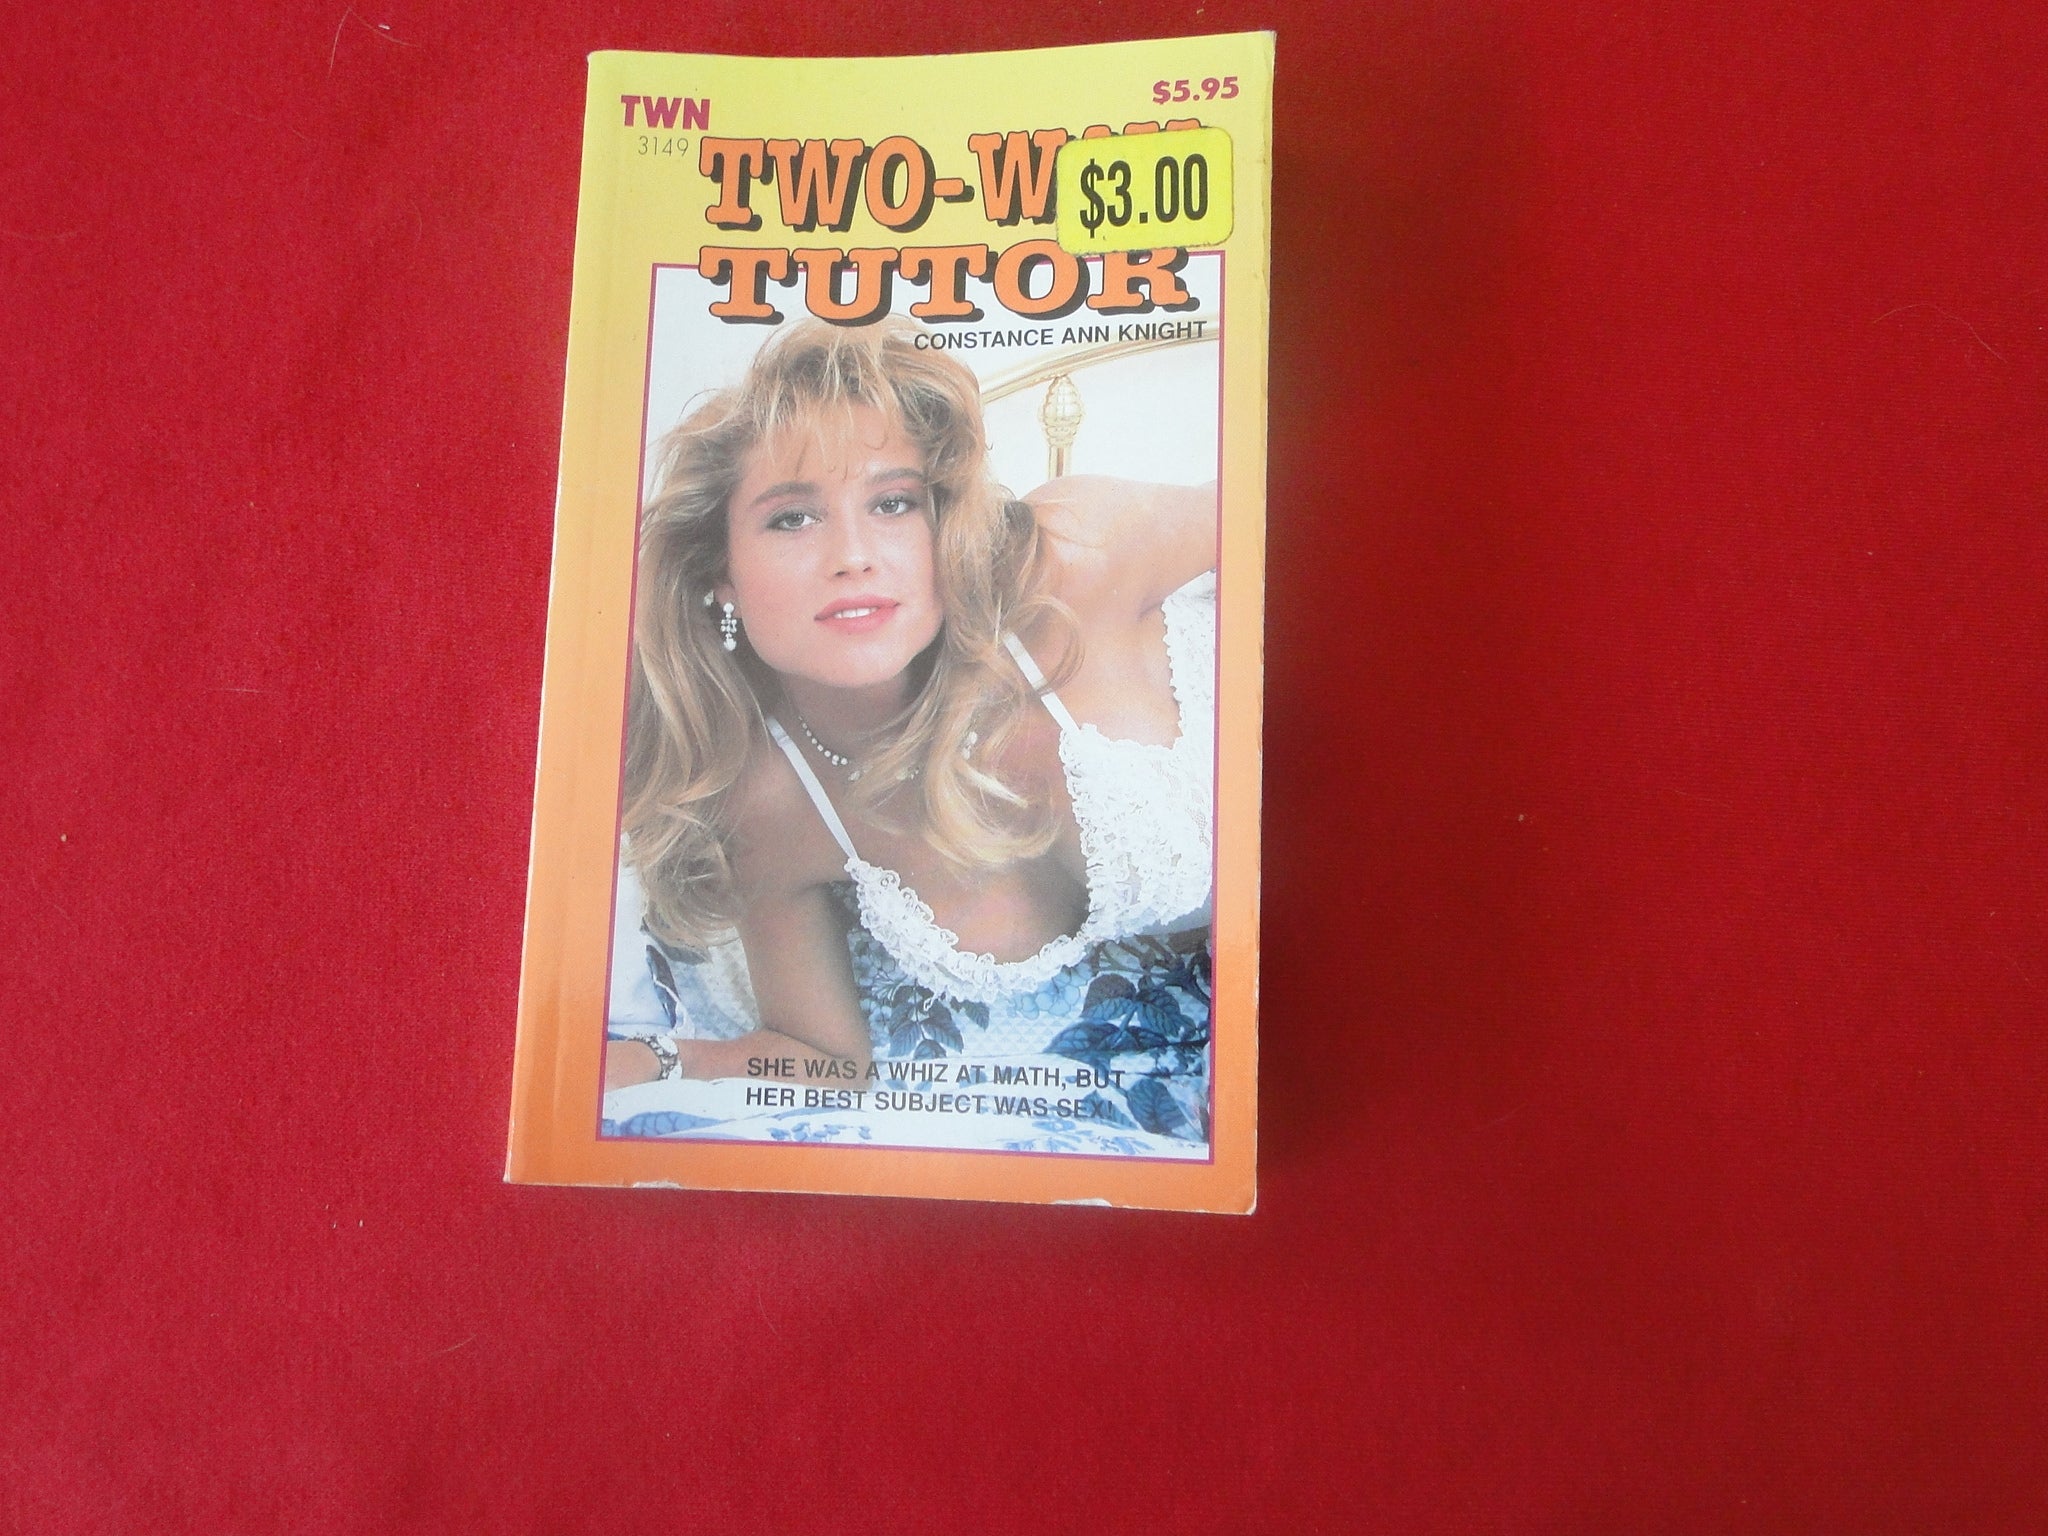 TWN
$5.95
3149
TWO-WAY
$3.00
TUTOR
CONSTANCE ANN KNIGHT
SHE WAS A WHIZ AT MATH, BUT
HER BEST SUBJECT WAS SEX!